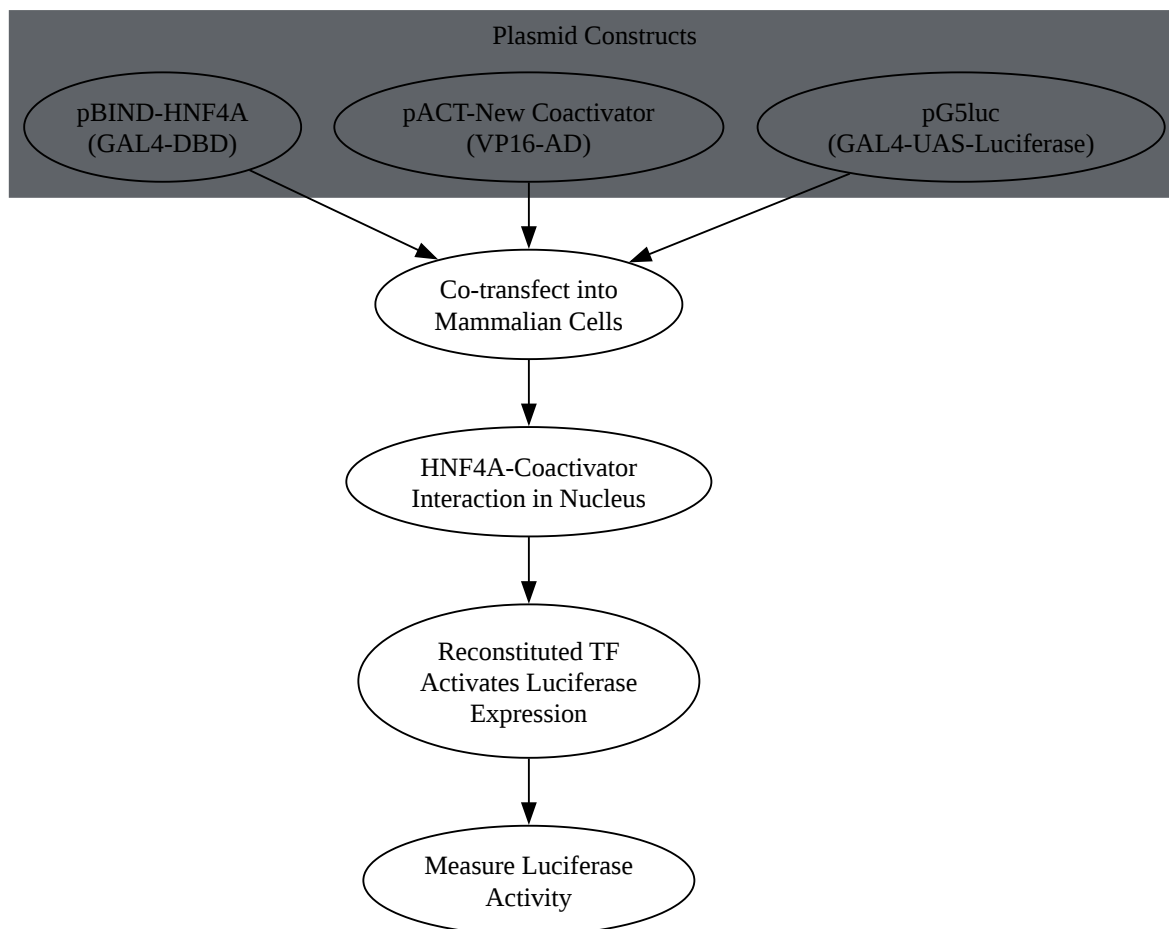 Plasmid Constructs
pBIND-HNF4A
(GAL4-DBD)
pACT-New Coactivator
(VP16-AD)
pG5luc
(GAL4-UAS-Luciferase)
Co-transfect into
Mammalian Cells
HNF4A-Coactivator
Interaction in Nucleus
Reconstituted TF
Activates Luciferase
Expression
Measure Luciferase
Activity